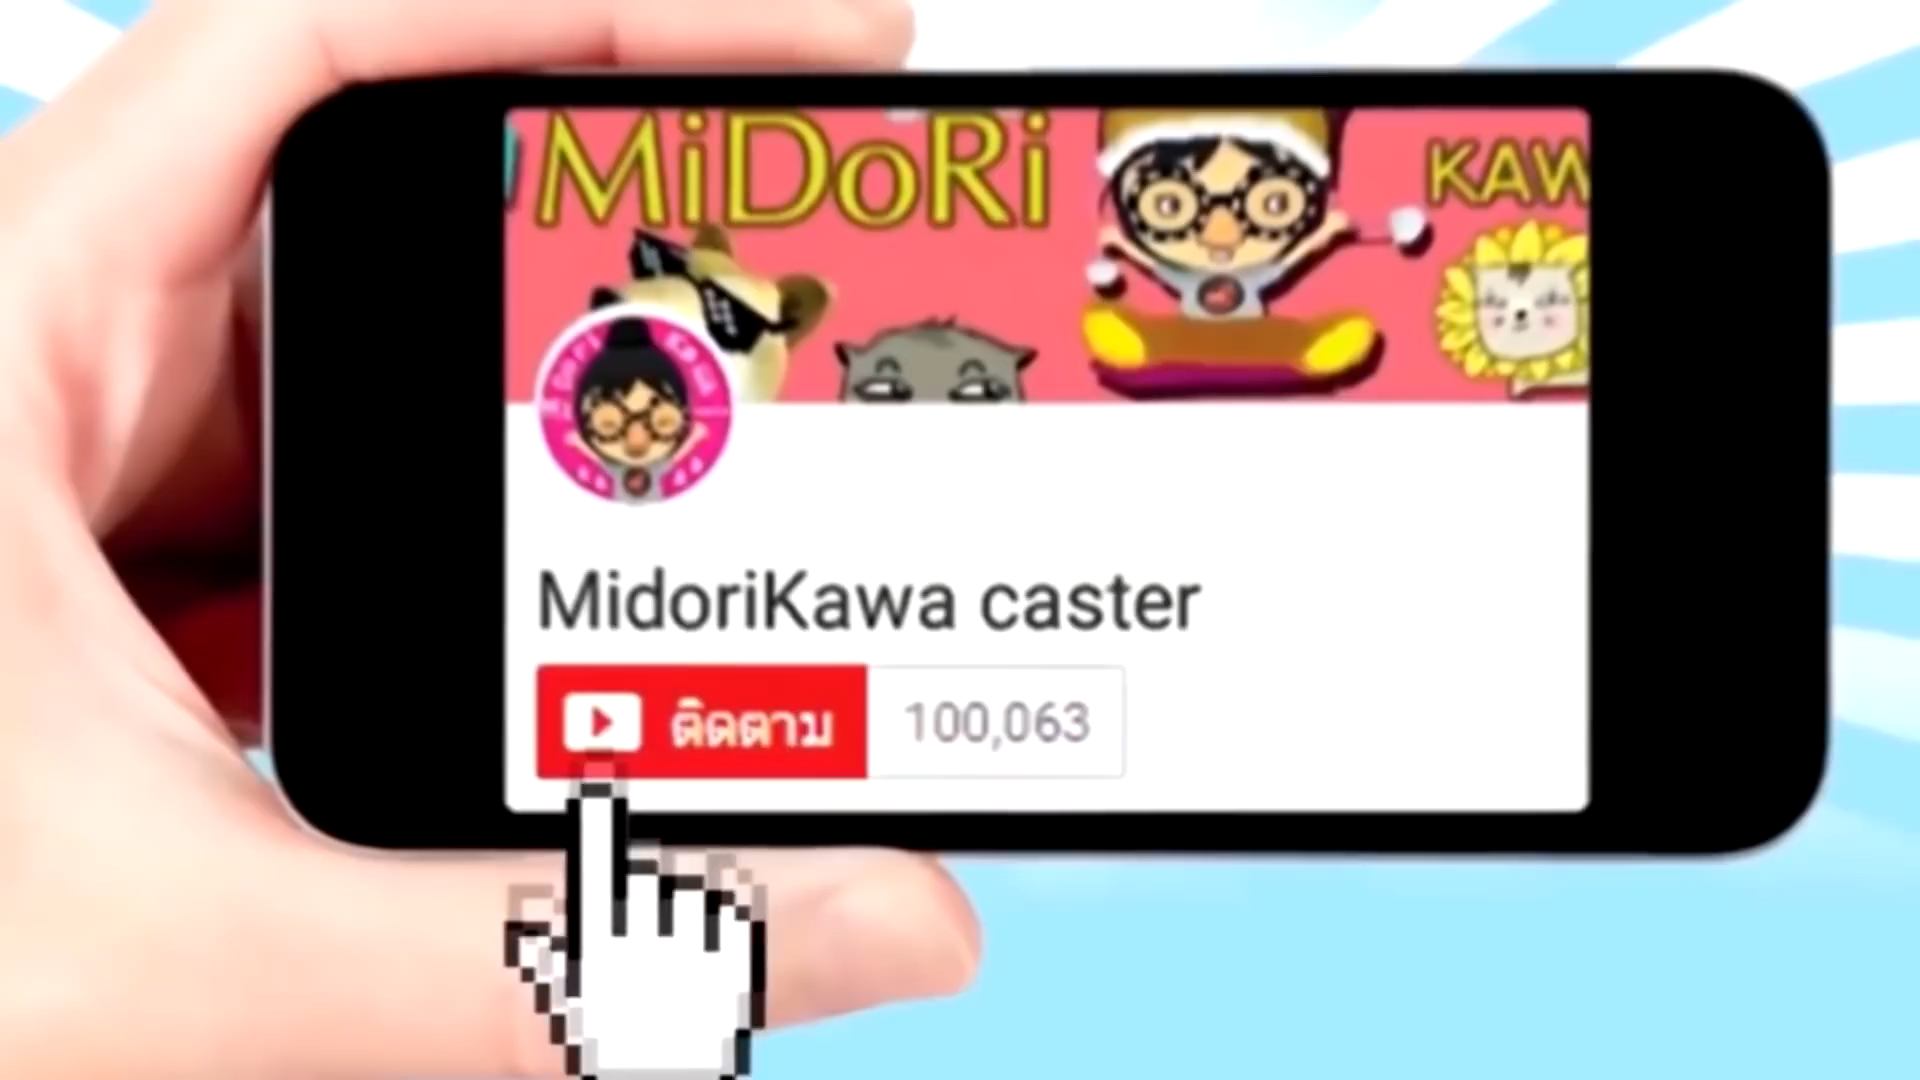 MiDoRi
KAW
MidoriKawa caster
ติดตาม
100,063